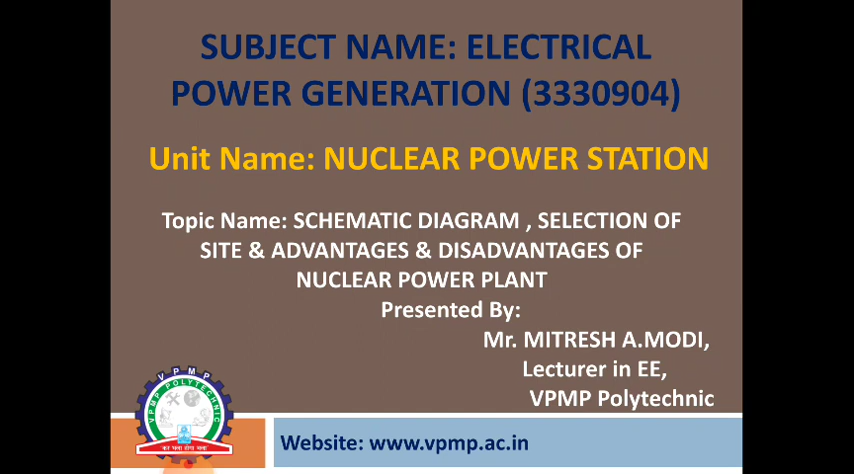 SUBJECT NAME: ELECTRICAL
POWER GENERATION (3330904)
Unit Name: NUCLEAR POWER STATION
Topic Name: SCHEMATIC DIAGRAM , SELECTION OF
SITE & ADVANTAGES & DISADVANTAGES OF
NUCLEAR POWER PLANT
Presented By:
Mr. MITRESH A.MODI,
Lecturer in EE,
VPMP Polytechnic
VPMP
VPMP POLYTECHNIC
Website: www.vpmp.ac.in